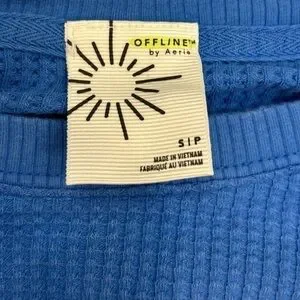 OFFLINE™
by Aerie
S | P
MADE IN VIETNAM
FABRIQUÉ AU VIETNAM